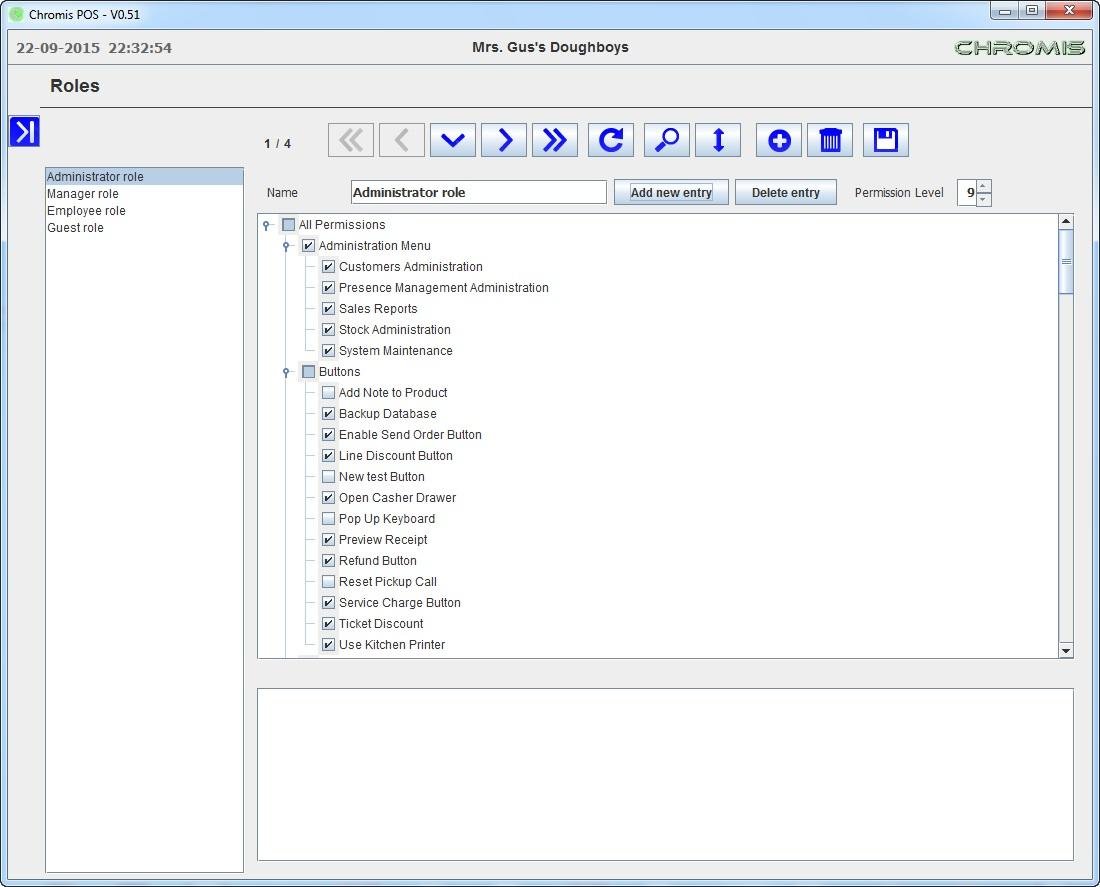 Chromis POS - V0.51
22-09-2015 22:32:54 Mrs. Gus's Doughboys CHROMIS
Roles
1 / 4
Administrator role
Manager role
Employee role
Guest role
Name Administrator role Add new entry Delete entry Permission Level 9
All Permissions
Administration Menu
Customers Administration
Presence Management Administration
Sales Reports
Stock Administration
System Maintenance
Buttons
Add Note to Product
Backup Database
Enable Send Order Button
Line Discount Button
New test Button
Open Casher Drawer
Pop Up Keyboard
Preview Receipt
Refund Button
Reset Pickup Call
Service Charge Button
Ticket Discount
Use Kitchen Printer